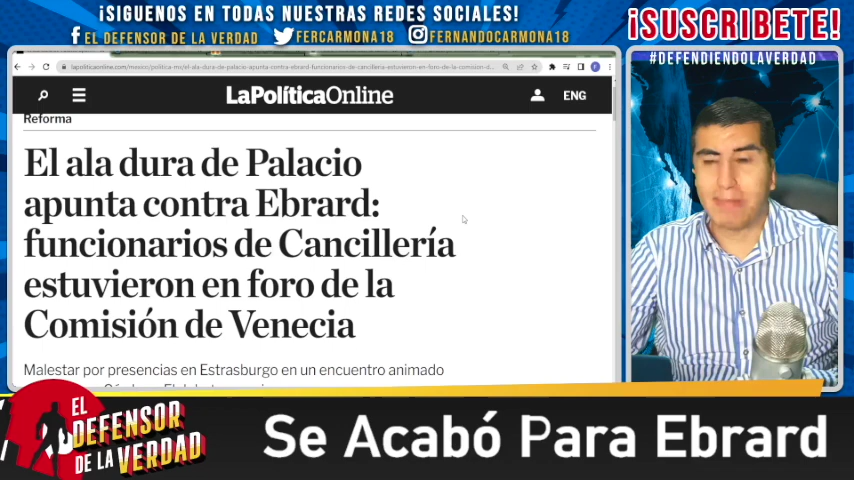 ¡SIGUENOS EN TODAS NUESTRAS REDES SOCIALES!
EL DEFENSOR DE LA VERDAD FERCARMONA18 FERNANDOCARMONA18
¡SUSCRIBETE!
#DEFENDIENDOLAVERDAD
LaPolíticaOnline
ENG
Reforma
El ala dura de Palacio
apunta contra Ebrard:
funcionarios de Cancillería
estuvieron en foro de la
Comisión de Venecia
Malestar por presencias en Estrasburgo en un encuentro animado
EL
DEFENSOR
DE LA VERDAD
Se Acabó Para Ebrard